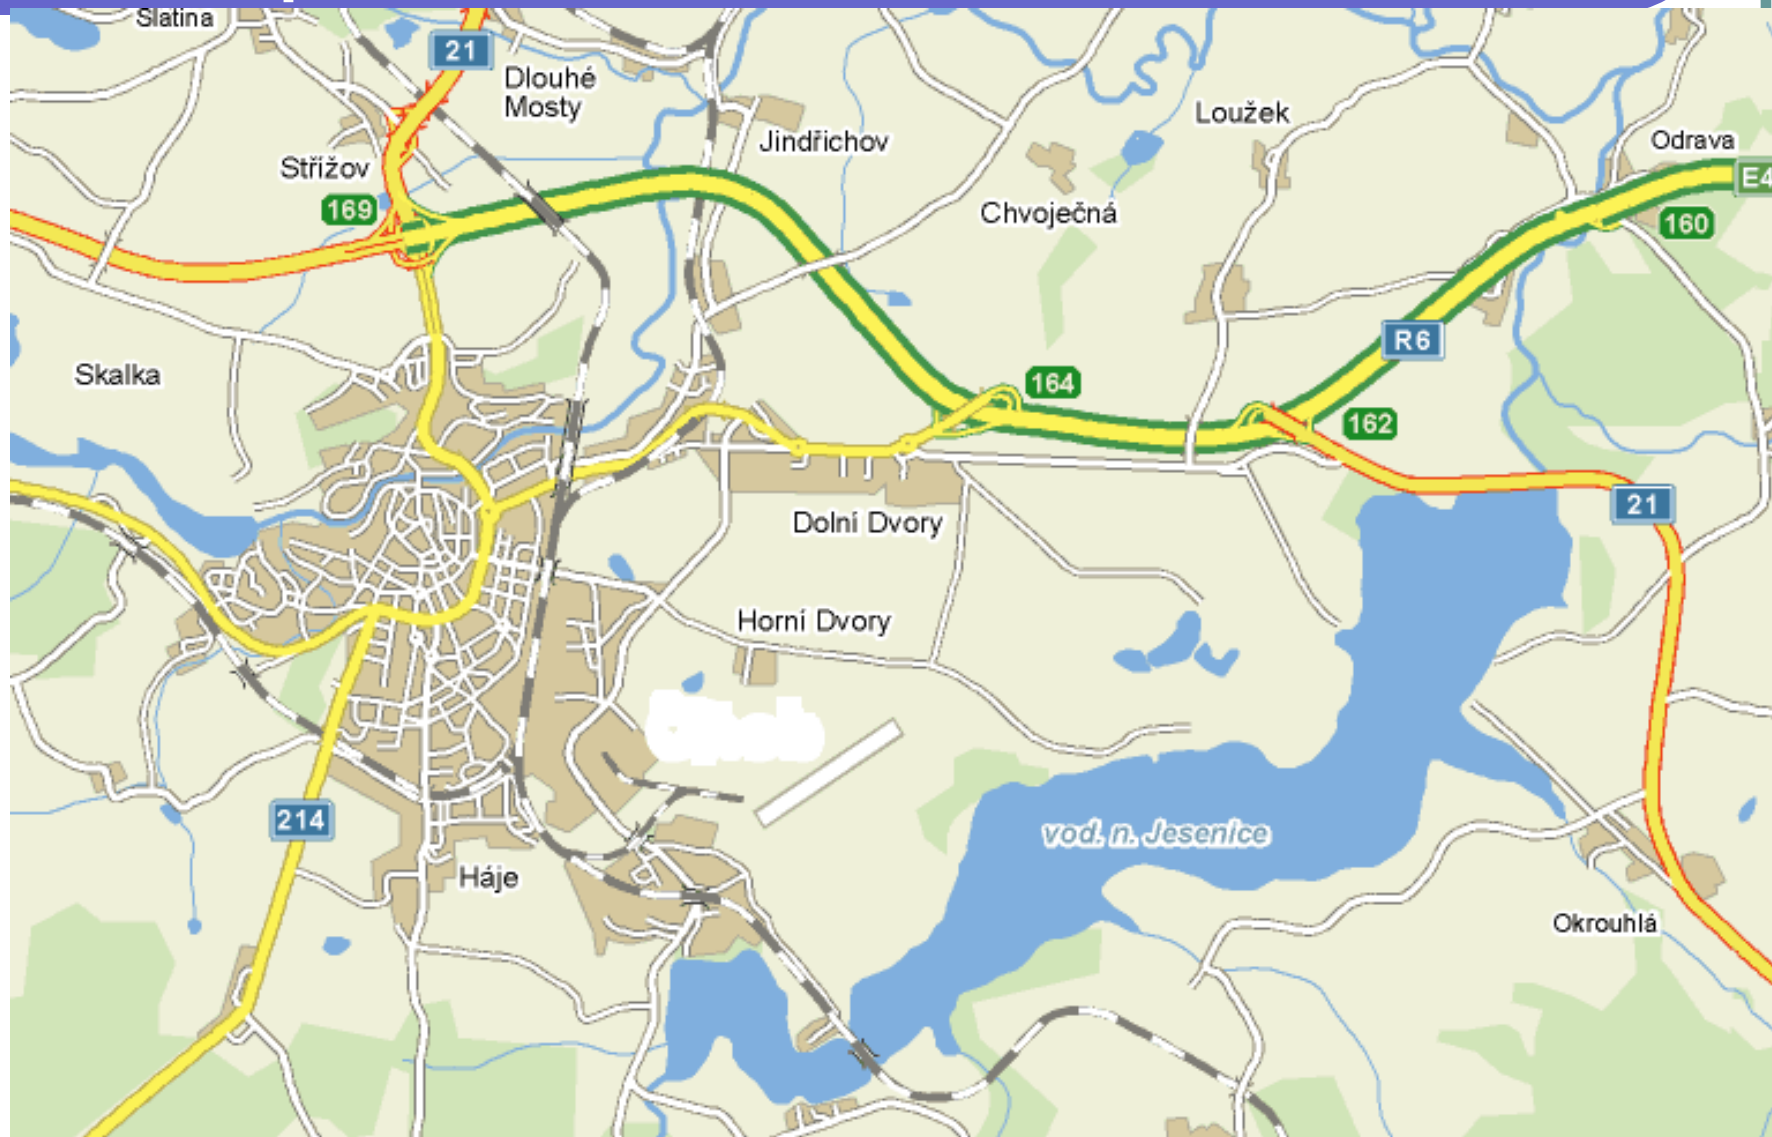 Slatina
21
Dlouhé
Mosty
Jindřichov
Loužek
Odrava
Střížov
169
E4
Chvoječná
160
R6
Skalka
164
162
21
Dolní Dvory
Horní Dvory
214
vod. n. Jesenice
Háje
Okrouhlá